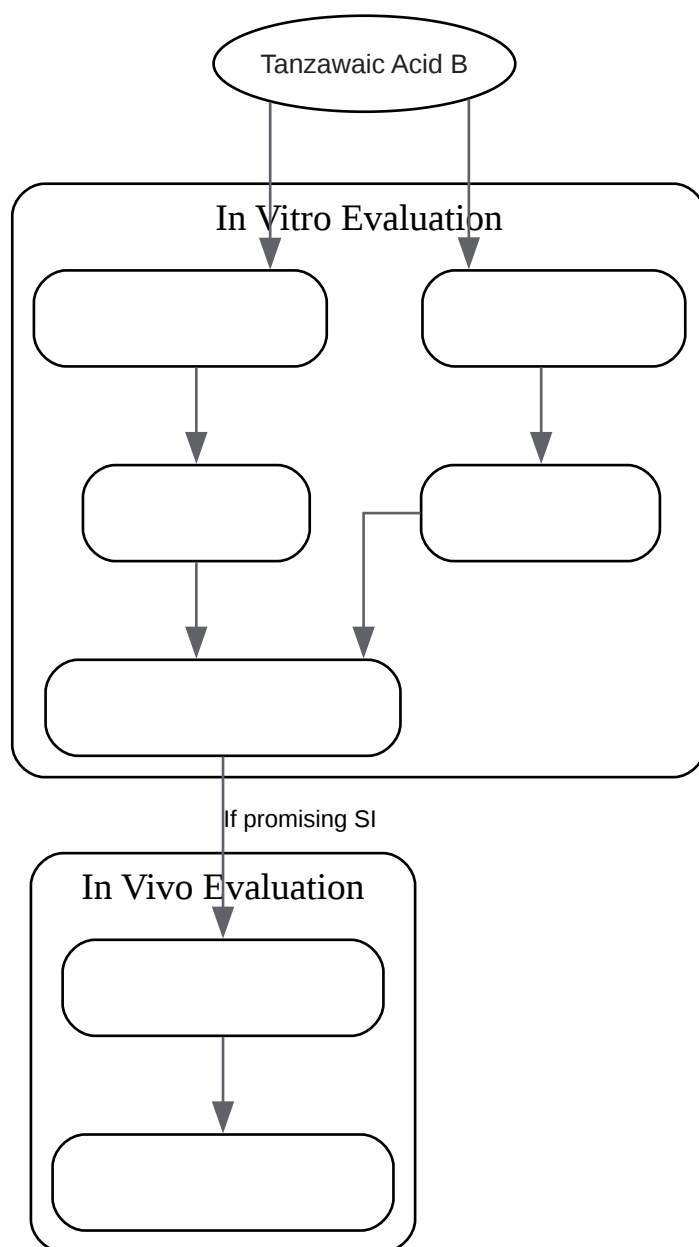 Tanzawaic Acid B
In Vitro Evaluation
If promising SI
In Vivo Evaluation